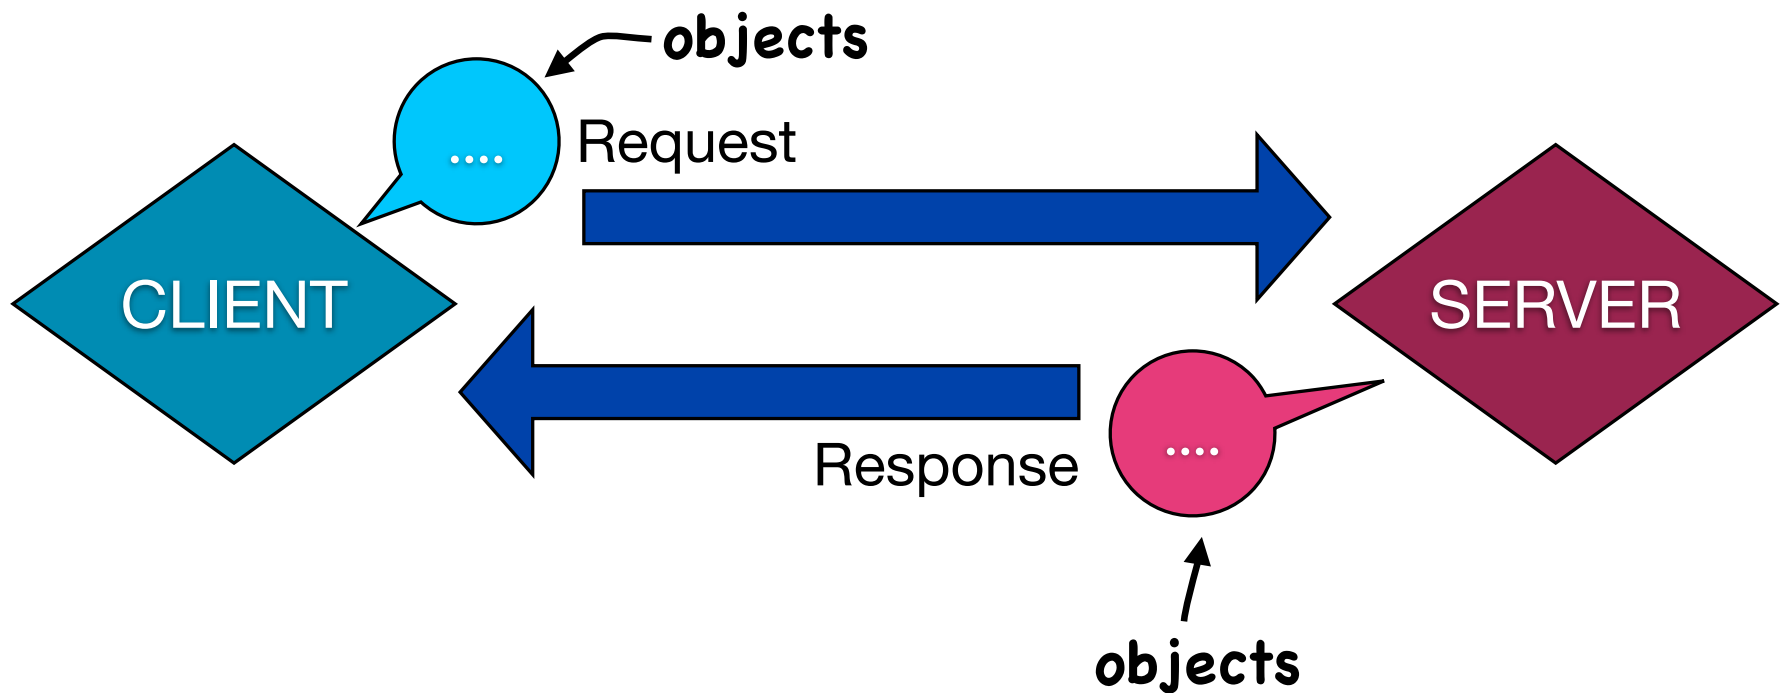 objects
Request
....
CLIENT
SERVER
Response
....
objects